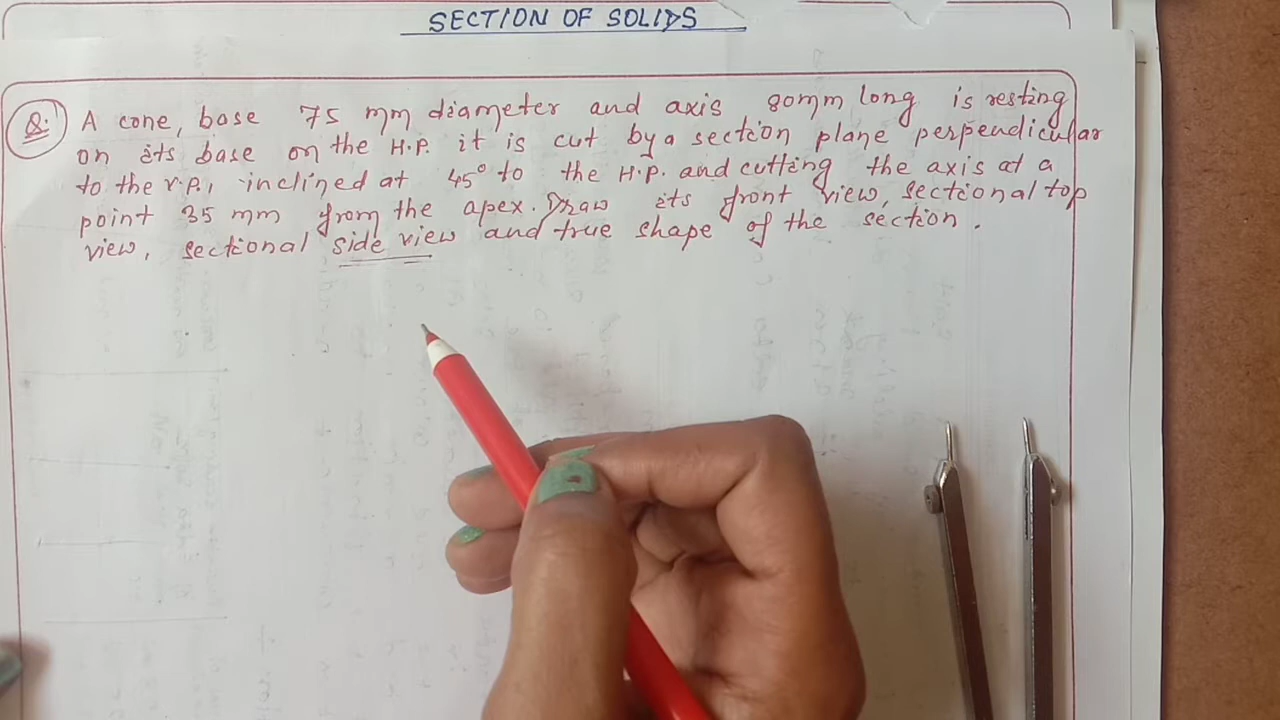 SECTION OF SOLIDS
Q. A cone, base 75 mm diameter and axis 80mm long is resting
on its base on the H.P. it is cut by a section plane perpendicular
to the V.P., inclined at 45° to the H.P. and cutting the axis at a
point 35 mm from the apex. Draw its front view, sectional top
view, sectional side view and true shape of the section.